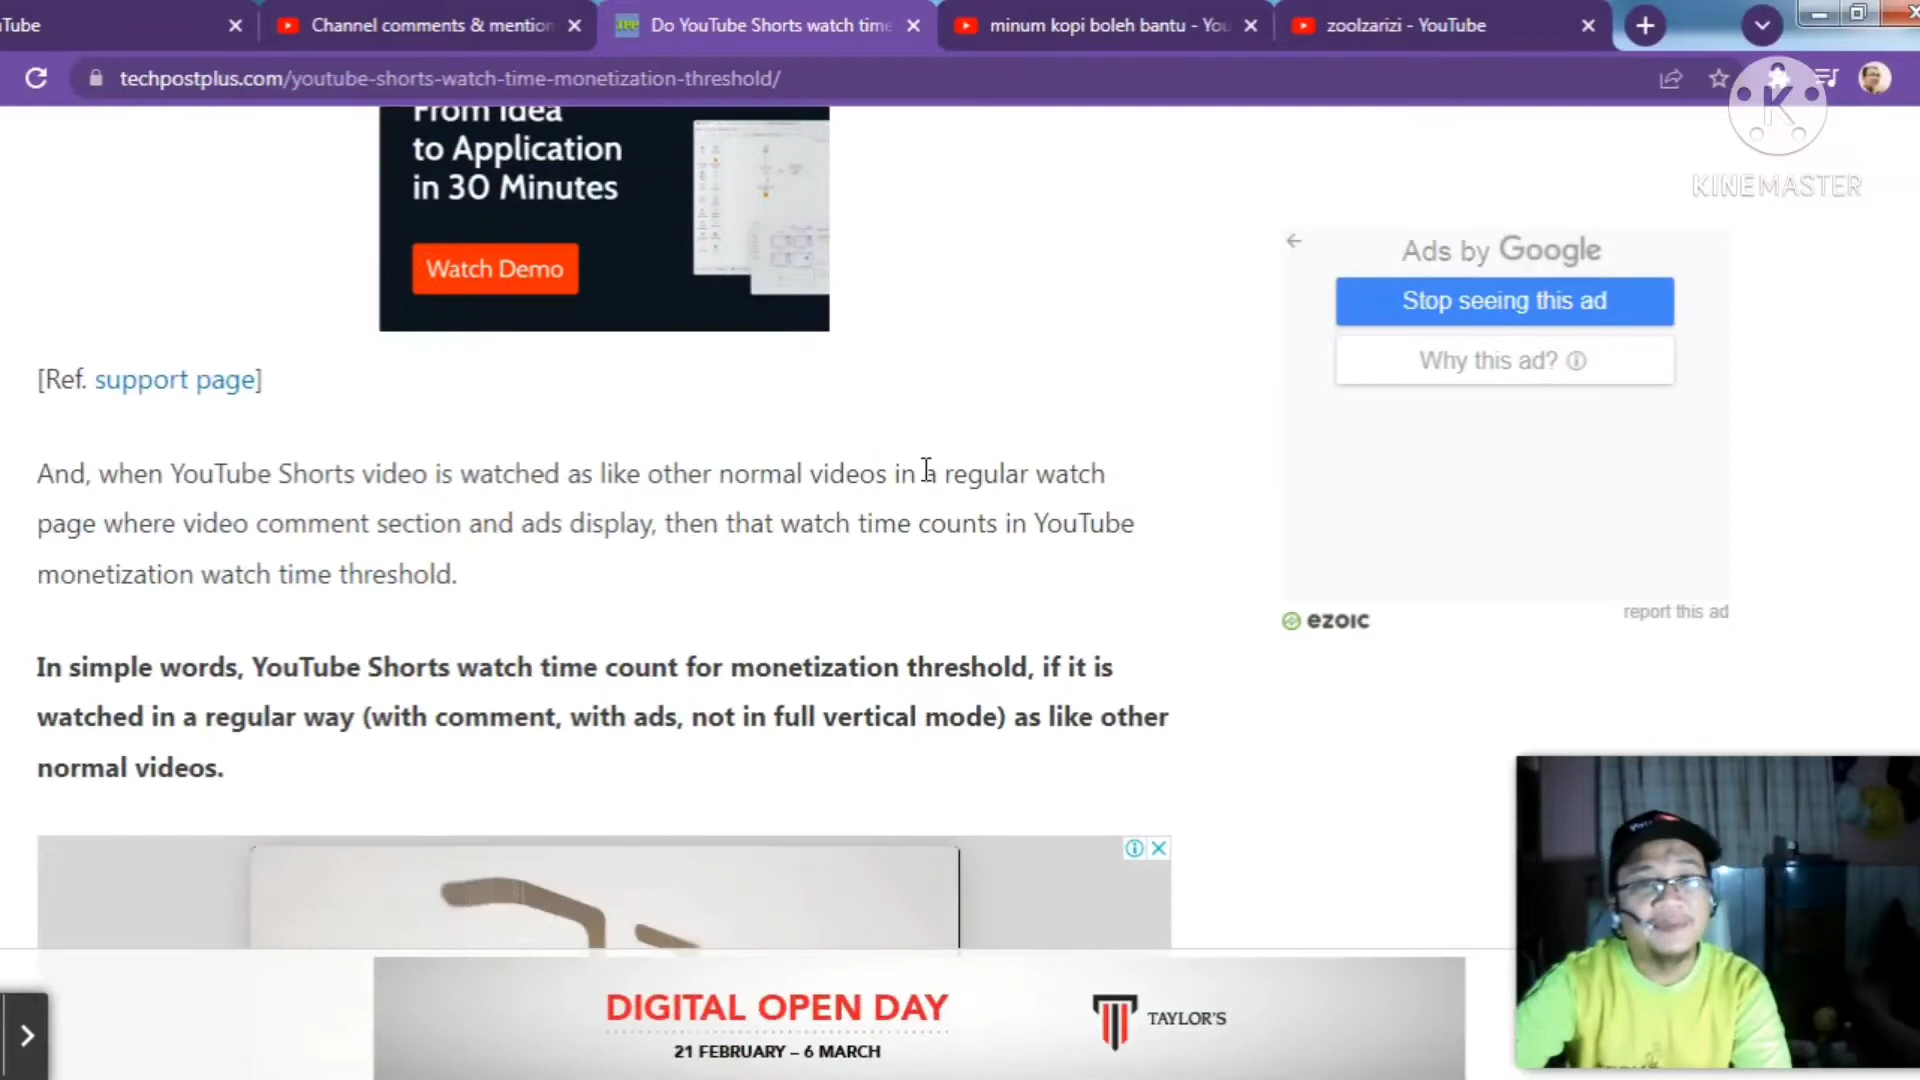 Tube
Channel comments & mention
Do YouTube Shorts watch time
minum kopi boleh bantu - You
zoolzarizi - YouTube
techpostplus.com/youtube-shorts-watch-time-monetization-threshold/
KINEMASTER
From Idea
to Application
in 30 Minutes
Watch Demo
Ads by Google
Stop seeing this ad
Why this ad?
[Ref. support page]
And, when YouTube Shorts video is watched as like other normal videos in a regular watch
page where video comment section and ads display, then that watch time counts in YouTube
monetization watch time threshold.
ezoic
report this ad
In simple words, YouTube Shorts watch time count for monetization threshold, if it is
watched in a regular way (with comment, with ads, not in full vertical mode) as like other
normal videos.
DIGITAL OPEN DAY
21 FEBRUARY – 6 MARCH
TAYLOR'S